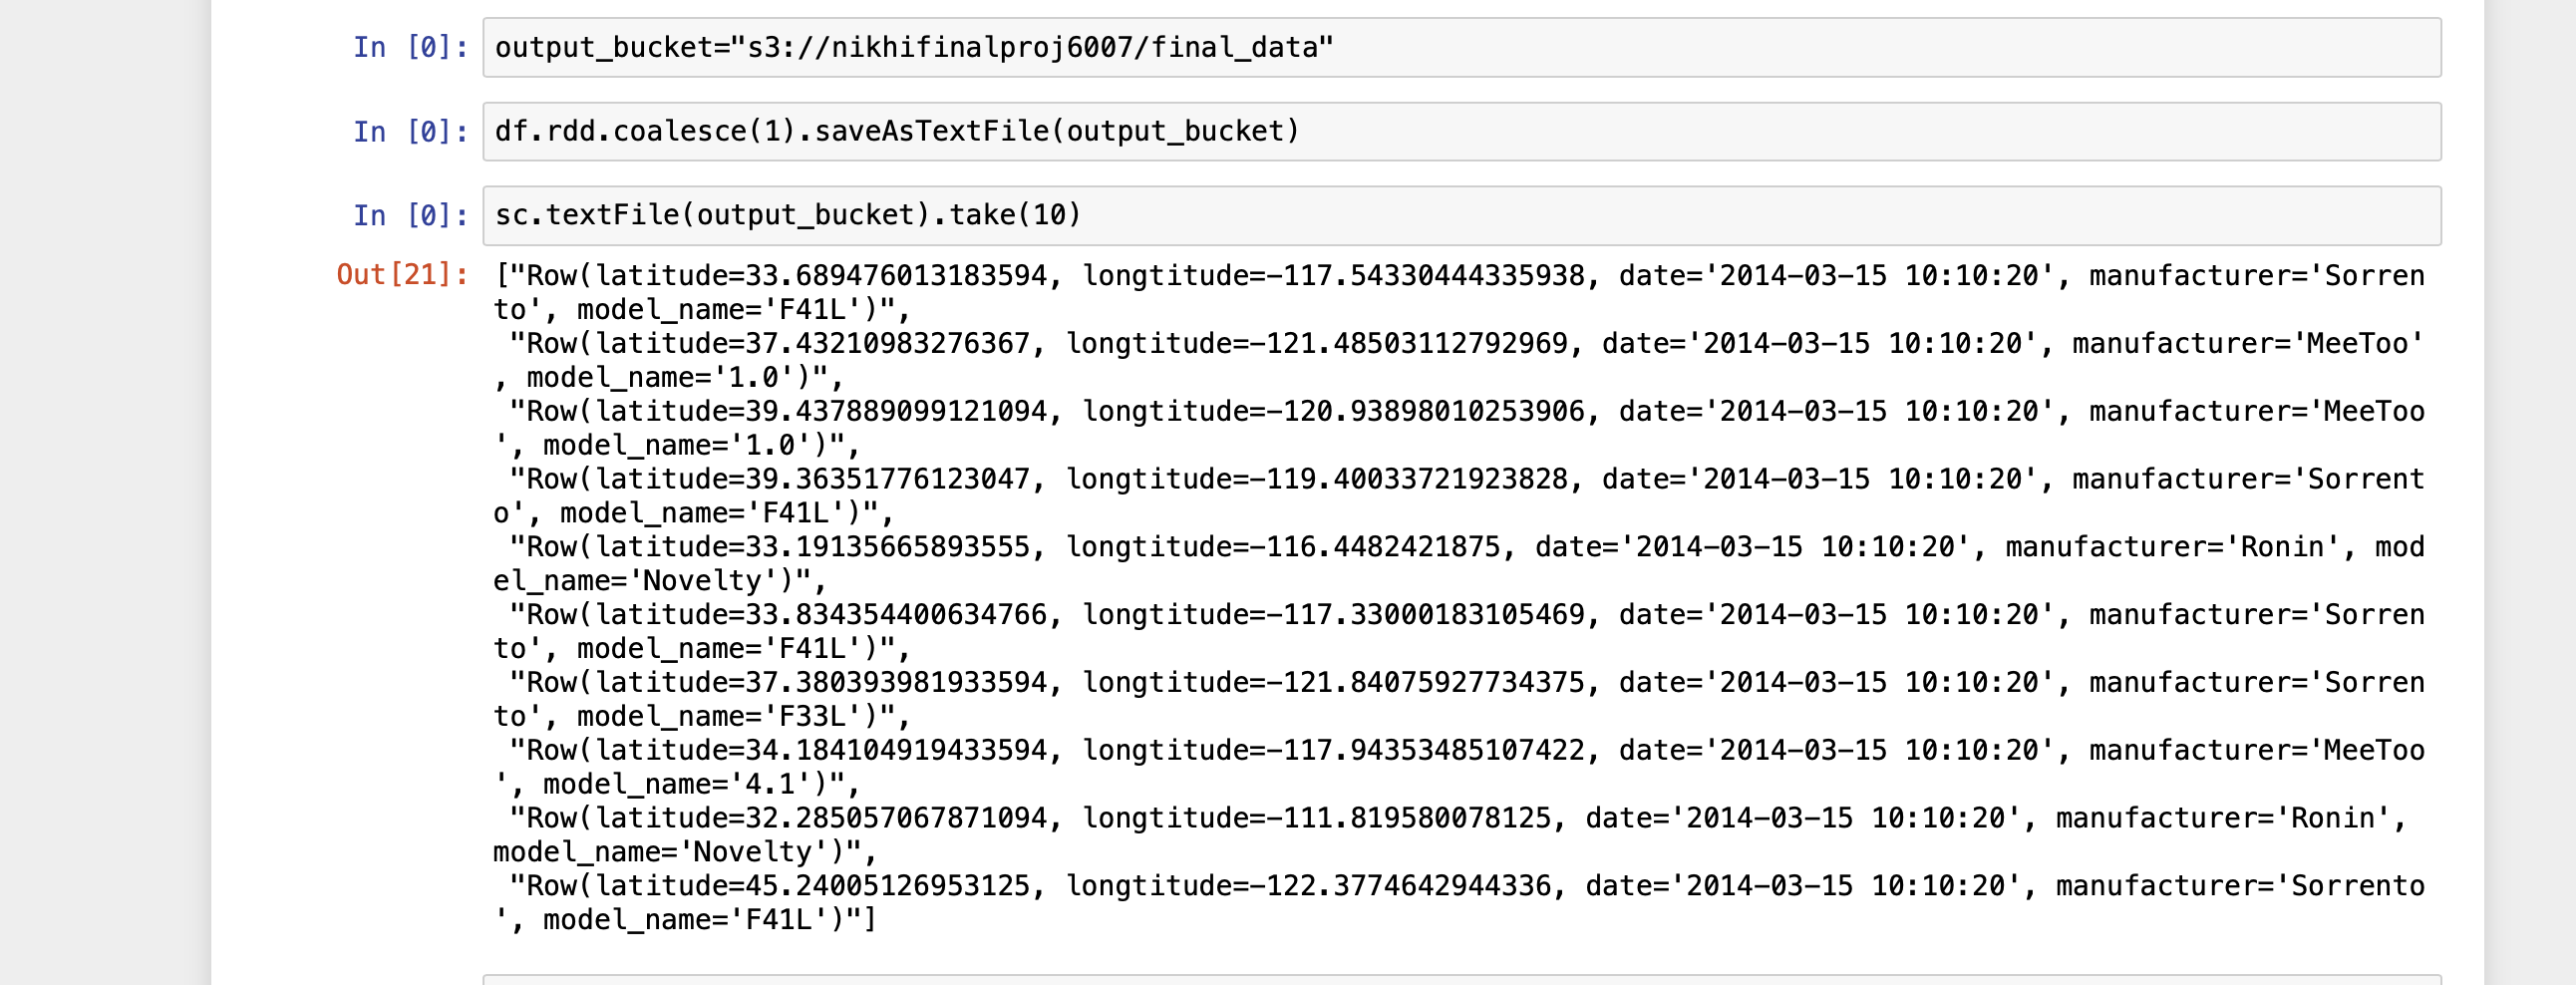 In [0]: output_bucket="s3://nikhifinalproj6007/final_data"
In [0]: df.rdd.coalesce(1).saveAsTextFile(output_bucket)
In [0]: sc.textFile(output_bucket).take(10)
Out[21]: ["Row(latitude=33.689476013183594, longtitude=-117.54330444335938, date='2014-03-15 10:10:20', manufacturer='Sorren
to', model_name='F41L')",
"Row(latitude=37.43210983276367, longtitude=-121.48503112792969, date='2014-03-15 10:10:20', manufacturer='MeeToo'
, model_name='1.0')",
"Row(latitude=39.437889099121094, longtitude=-120.93898010253906, date='2014-03-15 10:10:20', manufacturer='MeeToo
', model_name='1.0')",
"Row(latitude=39.36351776123047, longtitude=-119.40033721923828, date='2014-03-15 10:10:20', manufacturer='Sorrent
o', model_name='F41L')",
"Row(latitude=33.19135665893555, longtitude=-116.4482421875, date='2014-03-15 10:10:20', manufacturer='Ronin', mod
el_name='Novelty')",
"Row(latitude=33.834354400634766, longtitude=-117.33000183105469, date='2014-03-15 10:10:20', manufacturer='Sorren
to', model_name='F41L')",
"Row(latitude=37.380393981933594, longtitude=-121.84075927734375, date='2014-03-15 10:10:20', manufacturer='Sorren
to', model_name='F33L')",
"Row(latitude=34.184104919433594, longtitude=-117.94353485107422, date='2014-03-15 10:10:20', manufacturer='MeeToo
', model_name='4.1')",
"Row(latitude=32.285057067871094, longtitude=-111.819580078125, date='2014-03-15 10:10:20', manufacturer='Ronin',
model_name='Novelty')",
"Row(latitude=45.24005126953125, longtitude=-122.3774642944336, date='2014-03-15 10:10:20', manufacturer='Sorrento
', model_name='F41L')"]